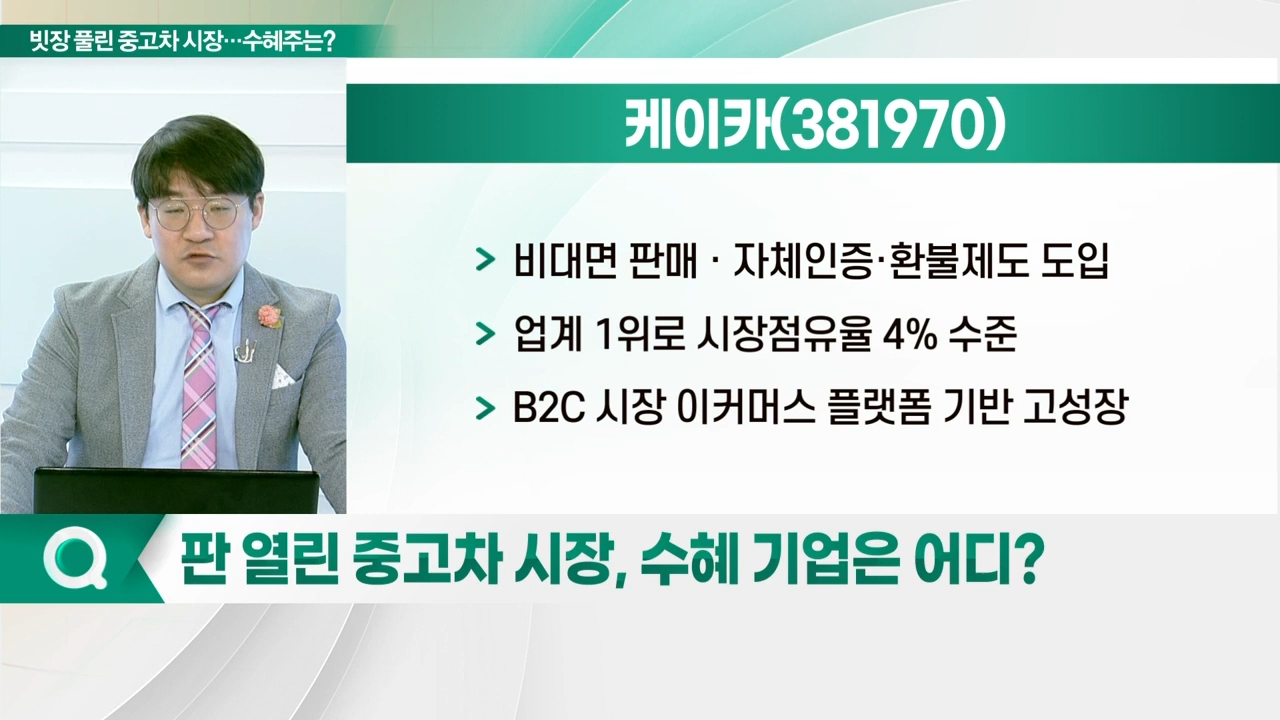 빗장 풀린 중고차 시장…수혜주는?
케이카(381970)
> 비대면 판매 · 자체인증·환불제도 도입
> 업계 1위로 시장점유율 4% 수준
> B2C 시장 이커머스 플랫폼 기반 고성장
Q 판 열린 중고차 시장, 수혜 기업은 어디?